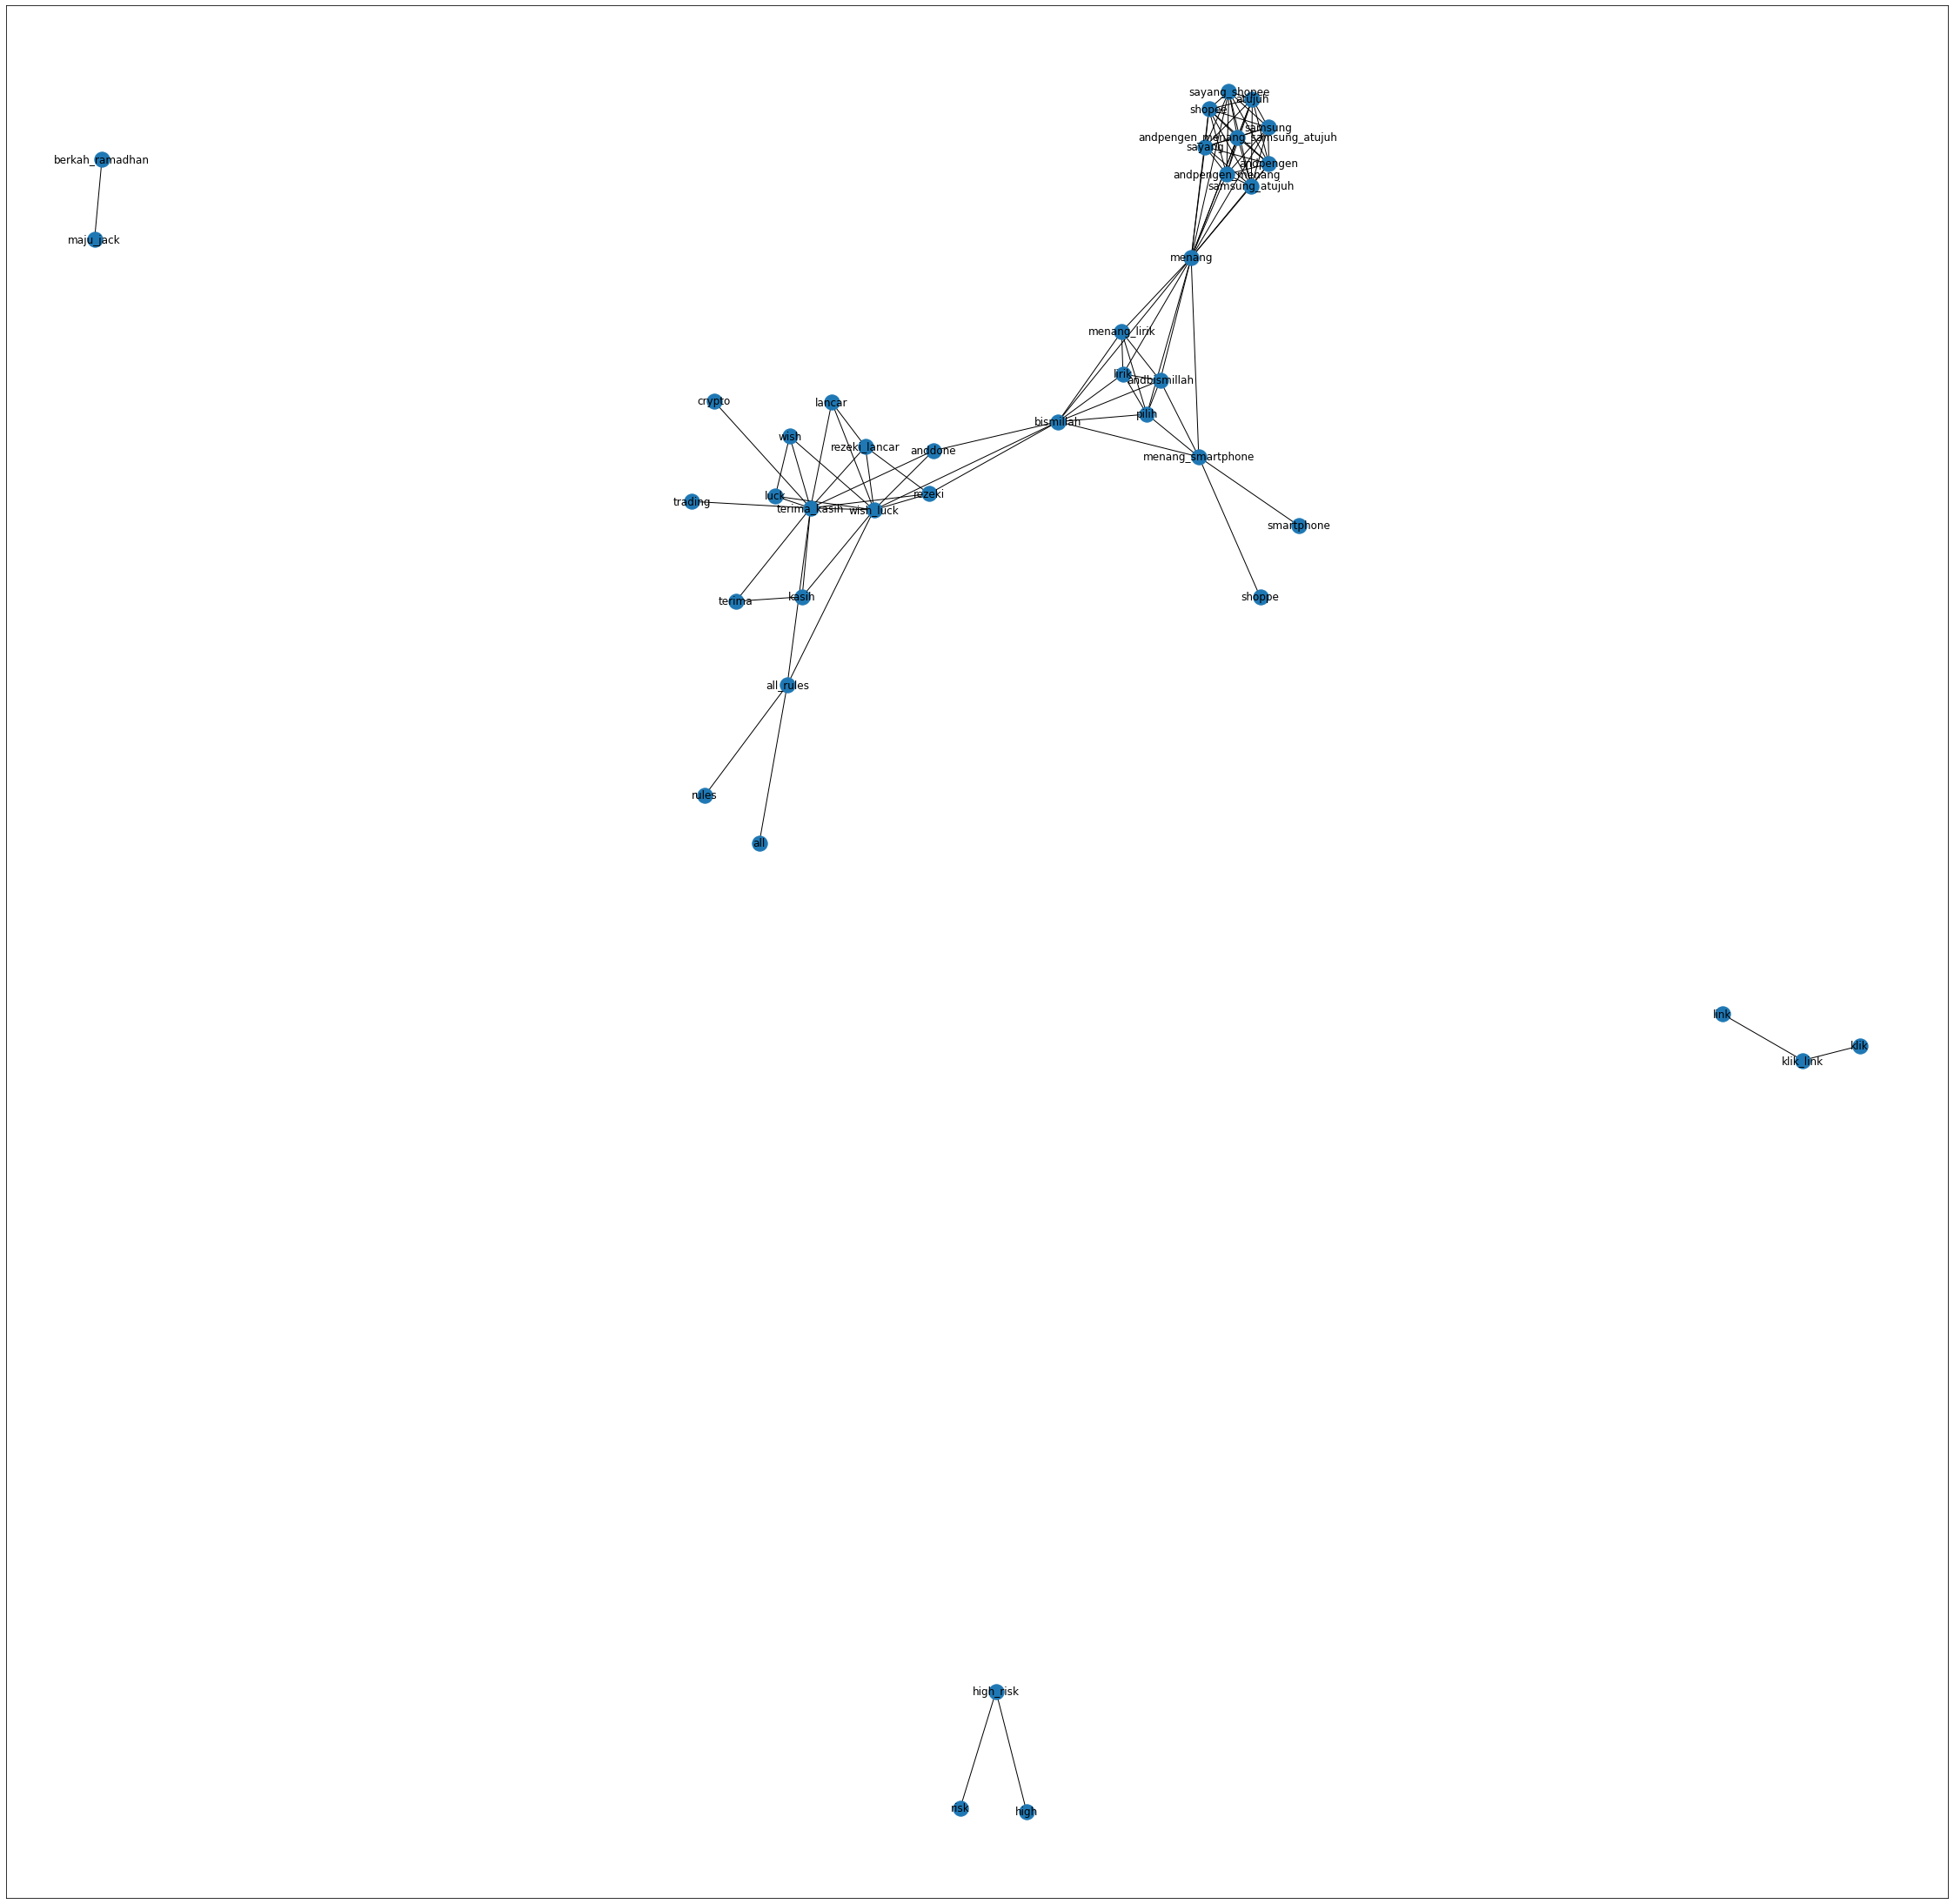 sayang_shopee
atujuh
shopee
samsung
andpengen_menang_samsung_atujuh
sayang
berkah_ramadhan
andpengen
andpengen_menang
samsung_atujuh
maju_jack
menang
menang_lirik
lirik
andbismillah
crypto
lancar
pilih
bismillah
wish
rezeki_lancar
anddone
menang_smartphone
rezeki
luck
trading
terima_kasih
wish_luck
smartphone
kasih
shoppe
terima
all_rules
rules
all
link
klik
klik_link
high_risk
risk
high